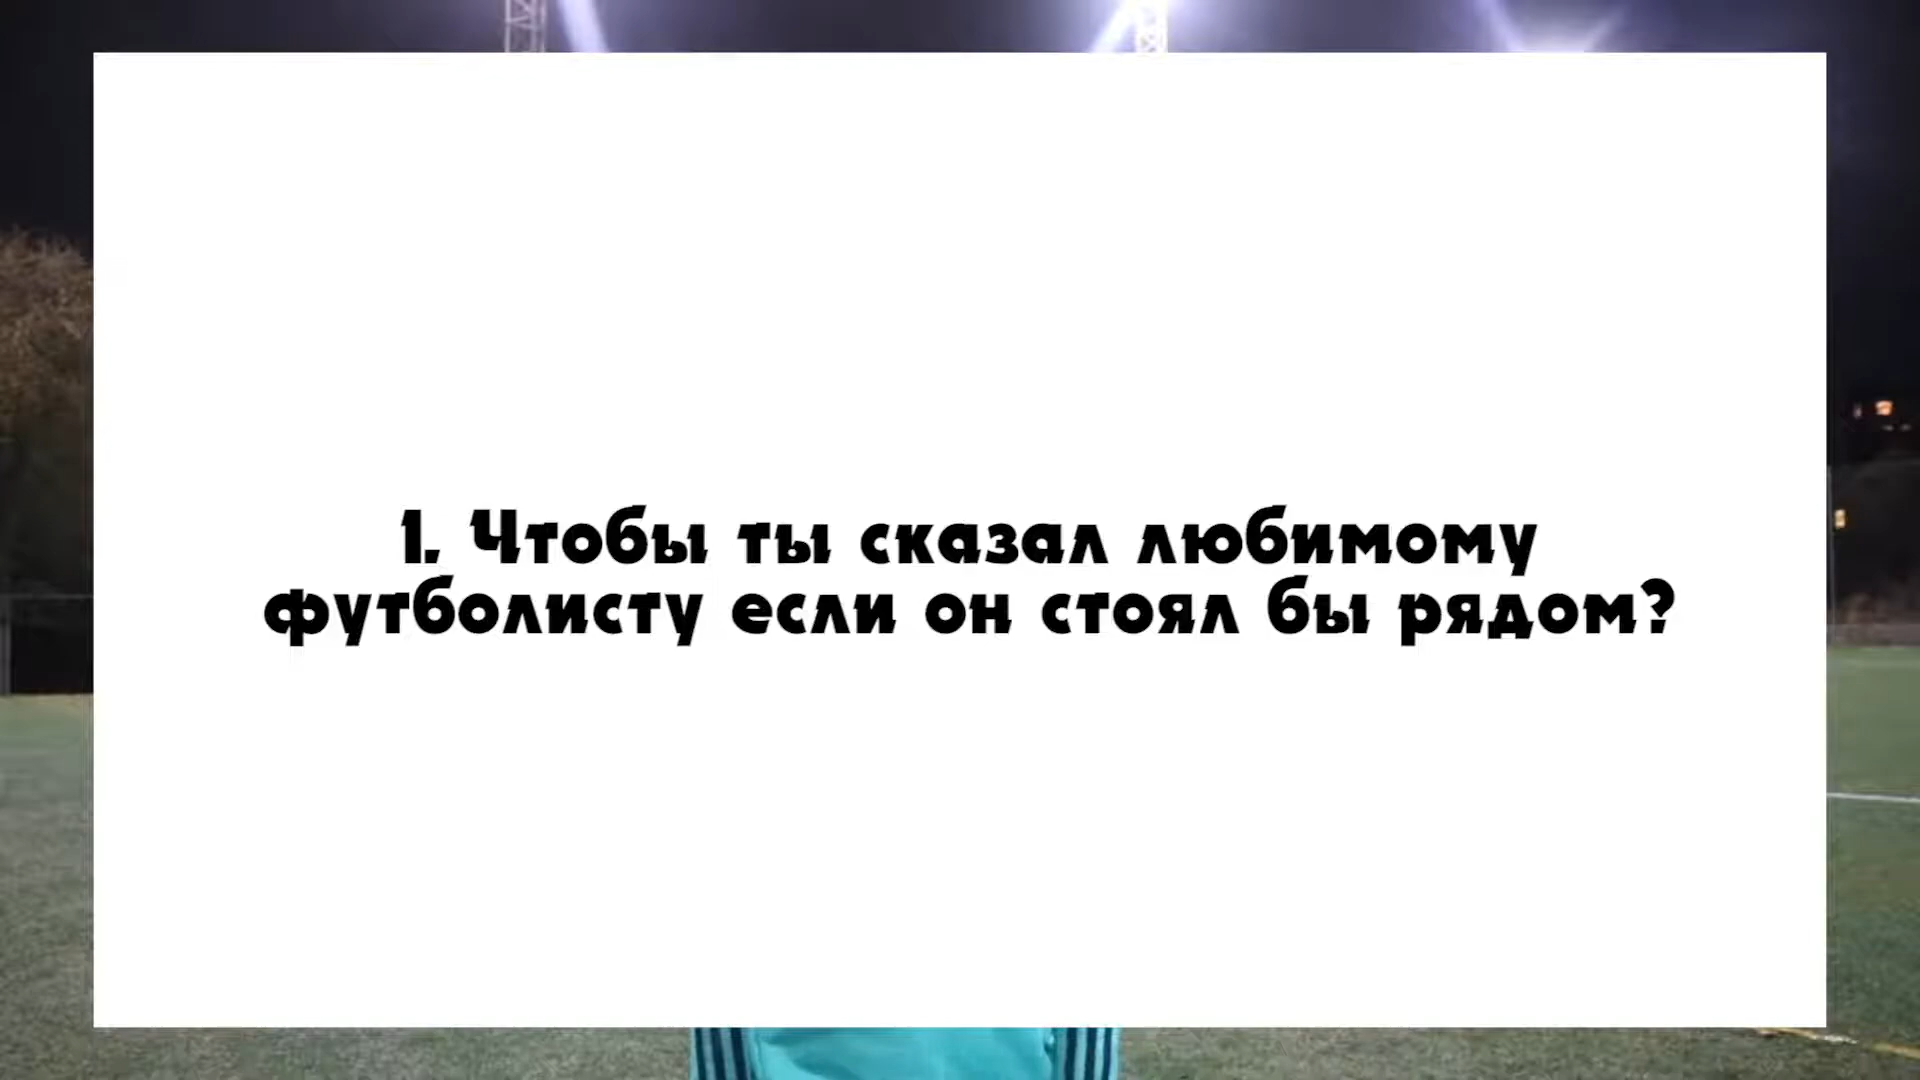 1. Чтобы ты сказал любимому
футболисту если он стоял бы рядом?